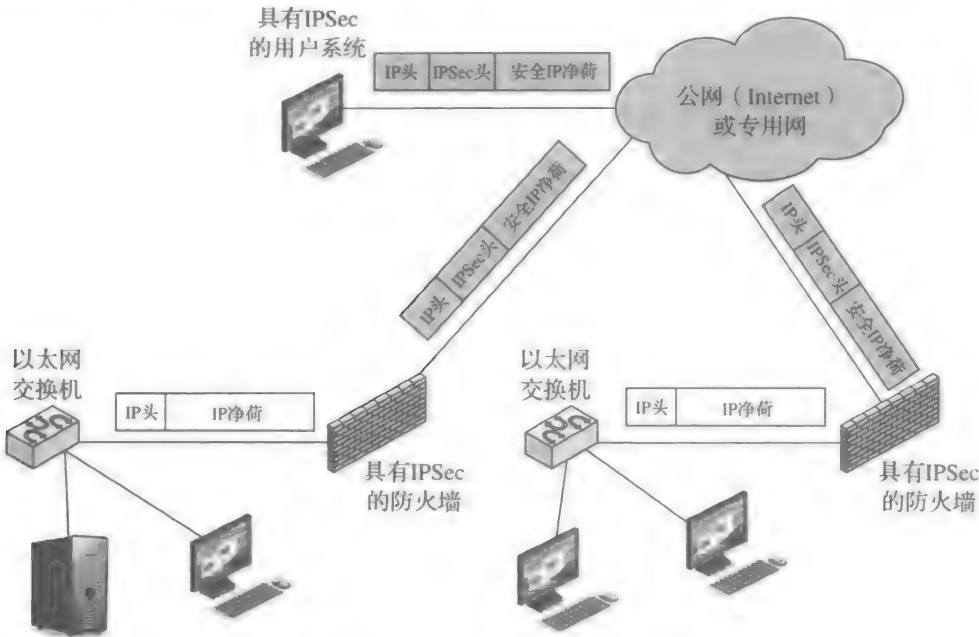 具有IPSec
的用户系统
IP头 IPSec头 安全IP净荷
公网（Internet）
或专用网
IP头 IPSec头 安全IP净荷
IP头 IPSec头 安全IP净荷
以太网
交换机
IP头 IP净荷
具有IPSec
的防火墙
以太网
交换机
IP头 IP净荷
具有IPSec
的防火墙